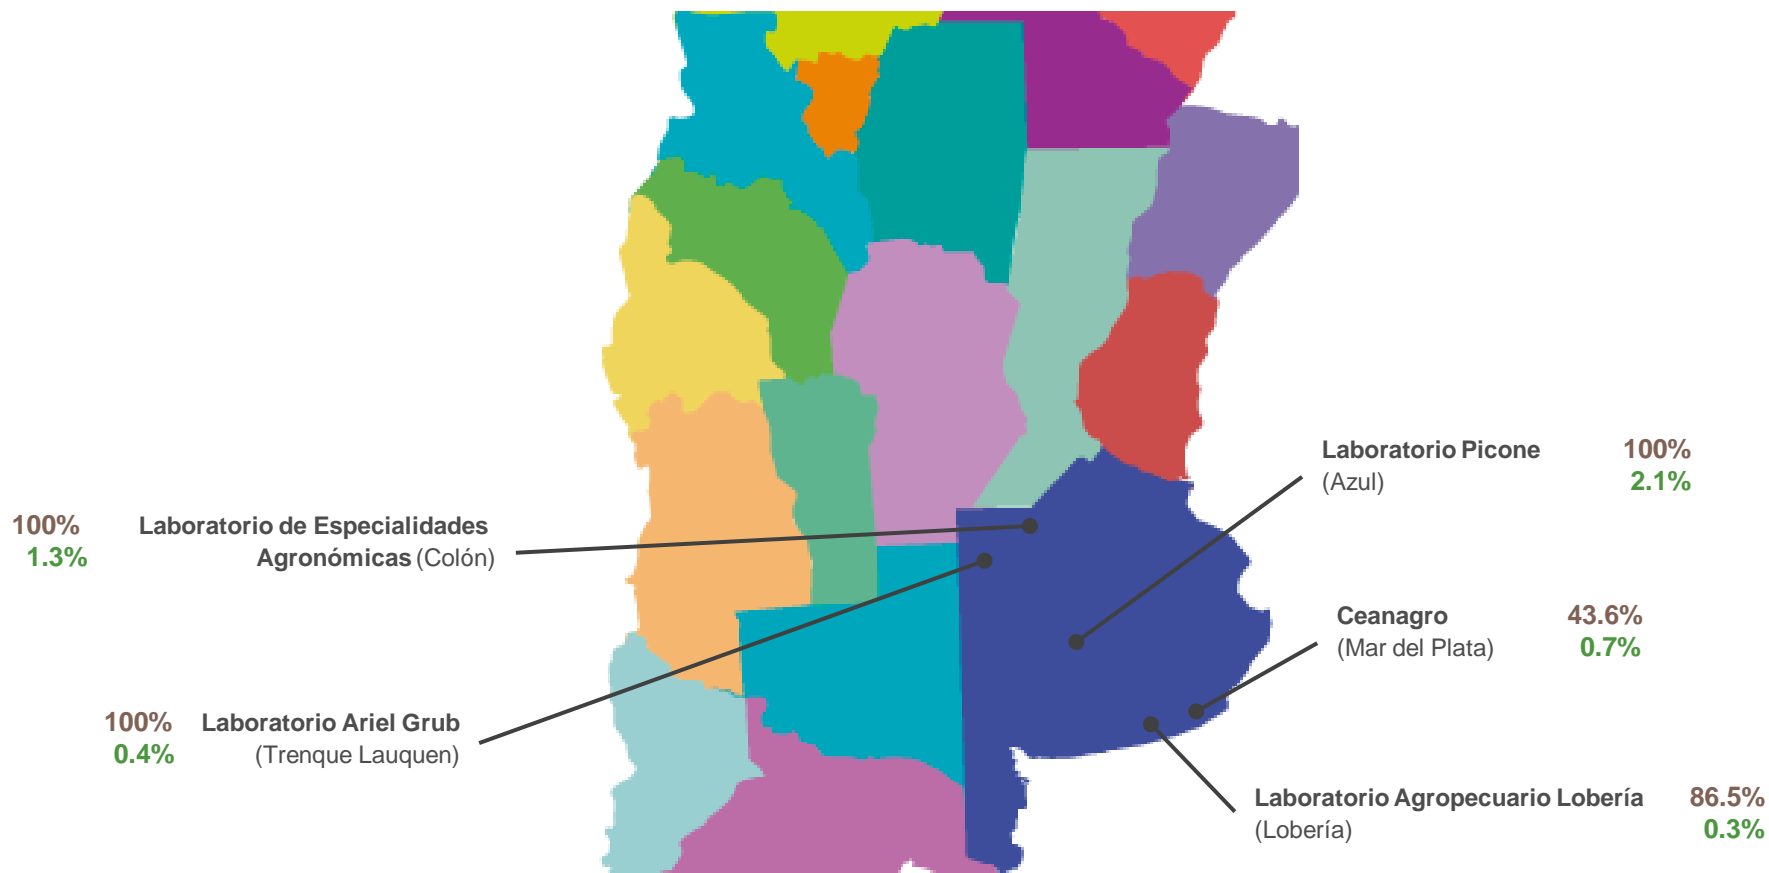 Laboratorio Picone 100%
(Azul) 2.1%
100% Laboratorio de Especialidades
1.3% Agronómicas (Colón)
Ceanagro 43.6%
(Mar del Plata) 0.7%
100% Laboratorio Ariel Grub
0.4% (Trenque Lauquen)
Laboratorio Agropecuario Lobería 86.5%
(Lobería) 0.3%